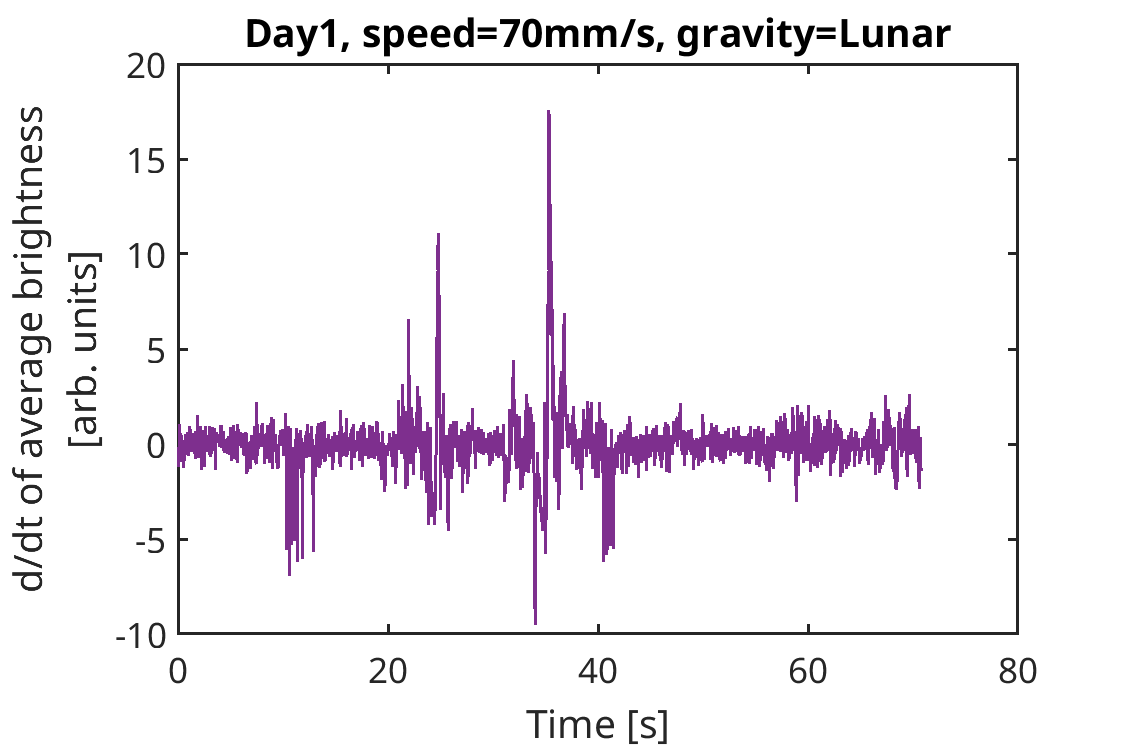 Day1, speed=70mm/s, gravity=Lunar
d/dt of average brightness
[arb. units]
20
15
10
5
0
-5
-10
0 20 40 60 80
Time [s]